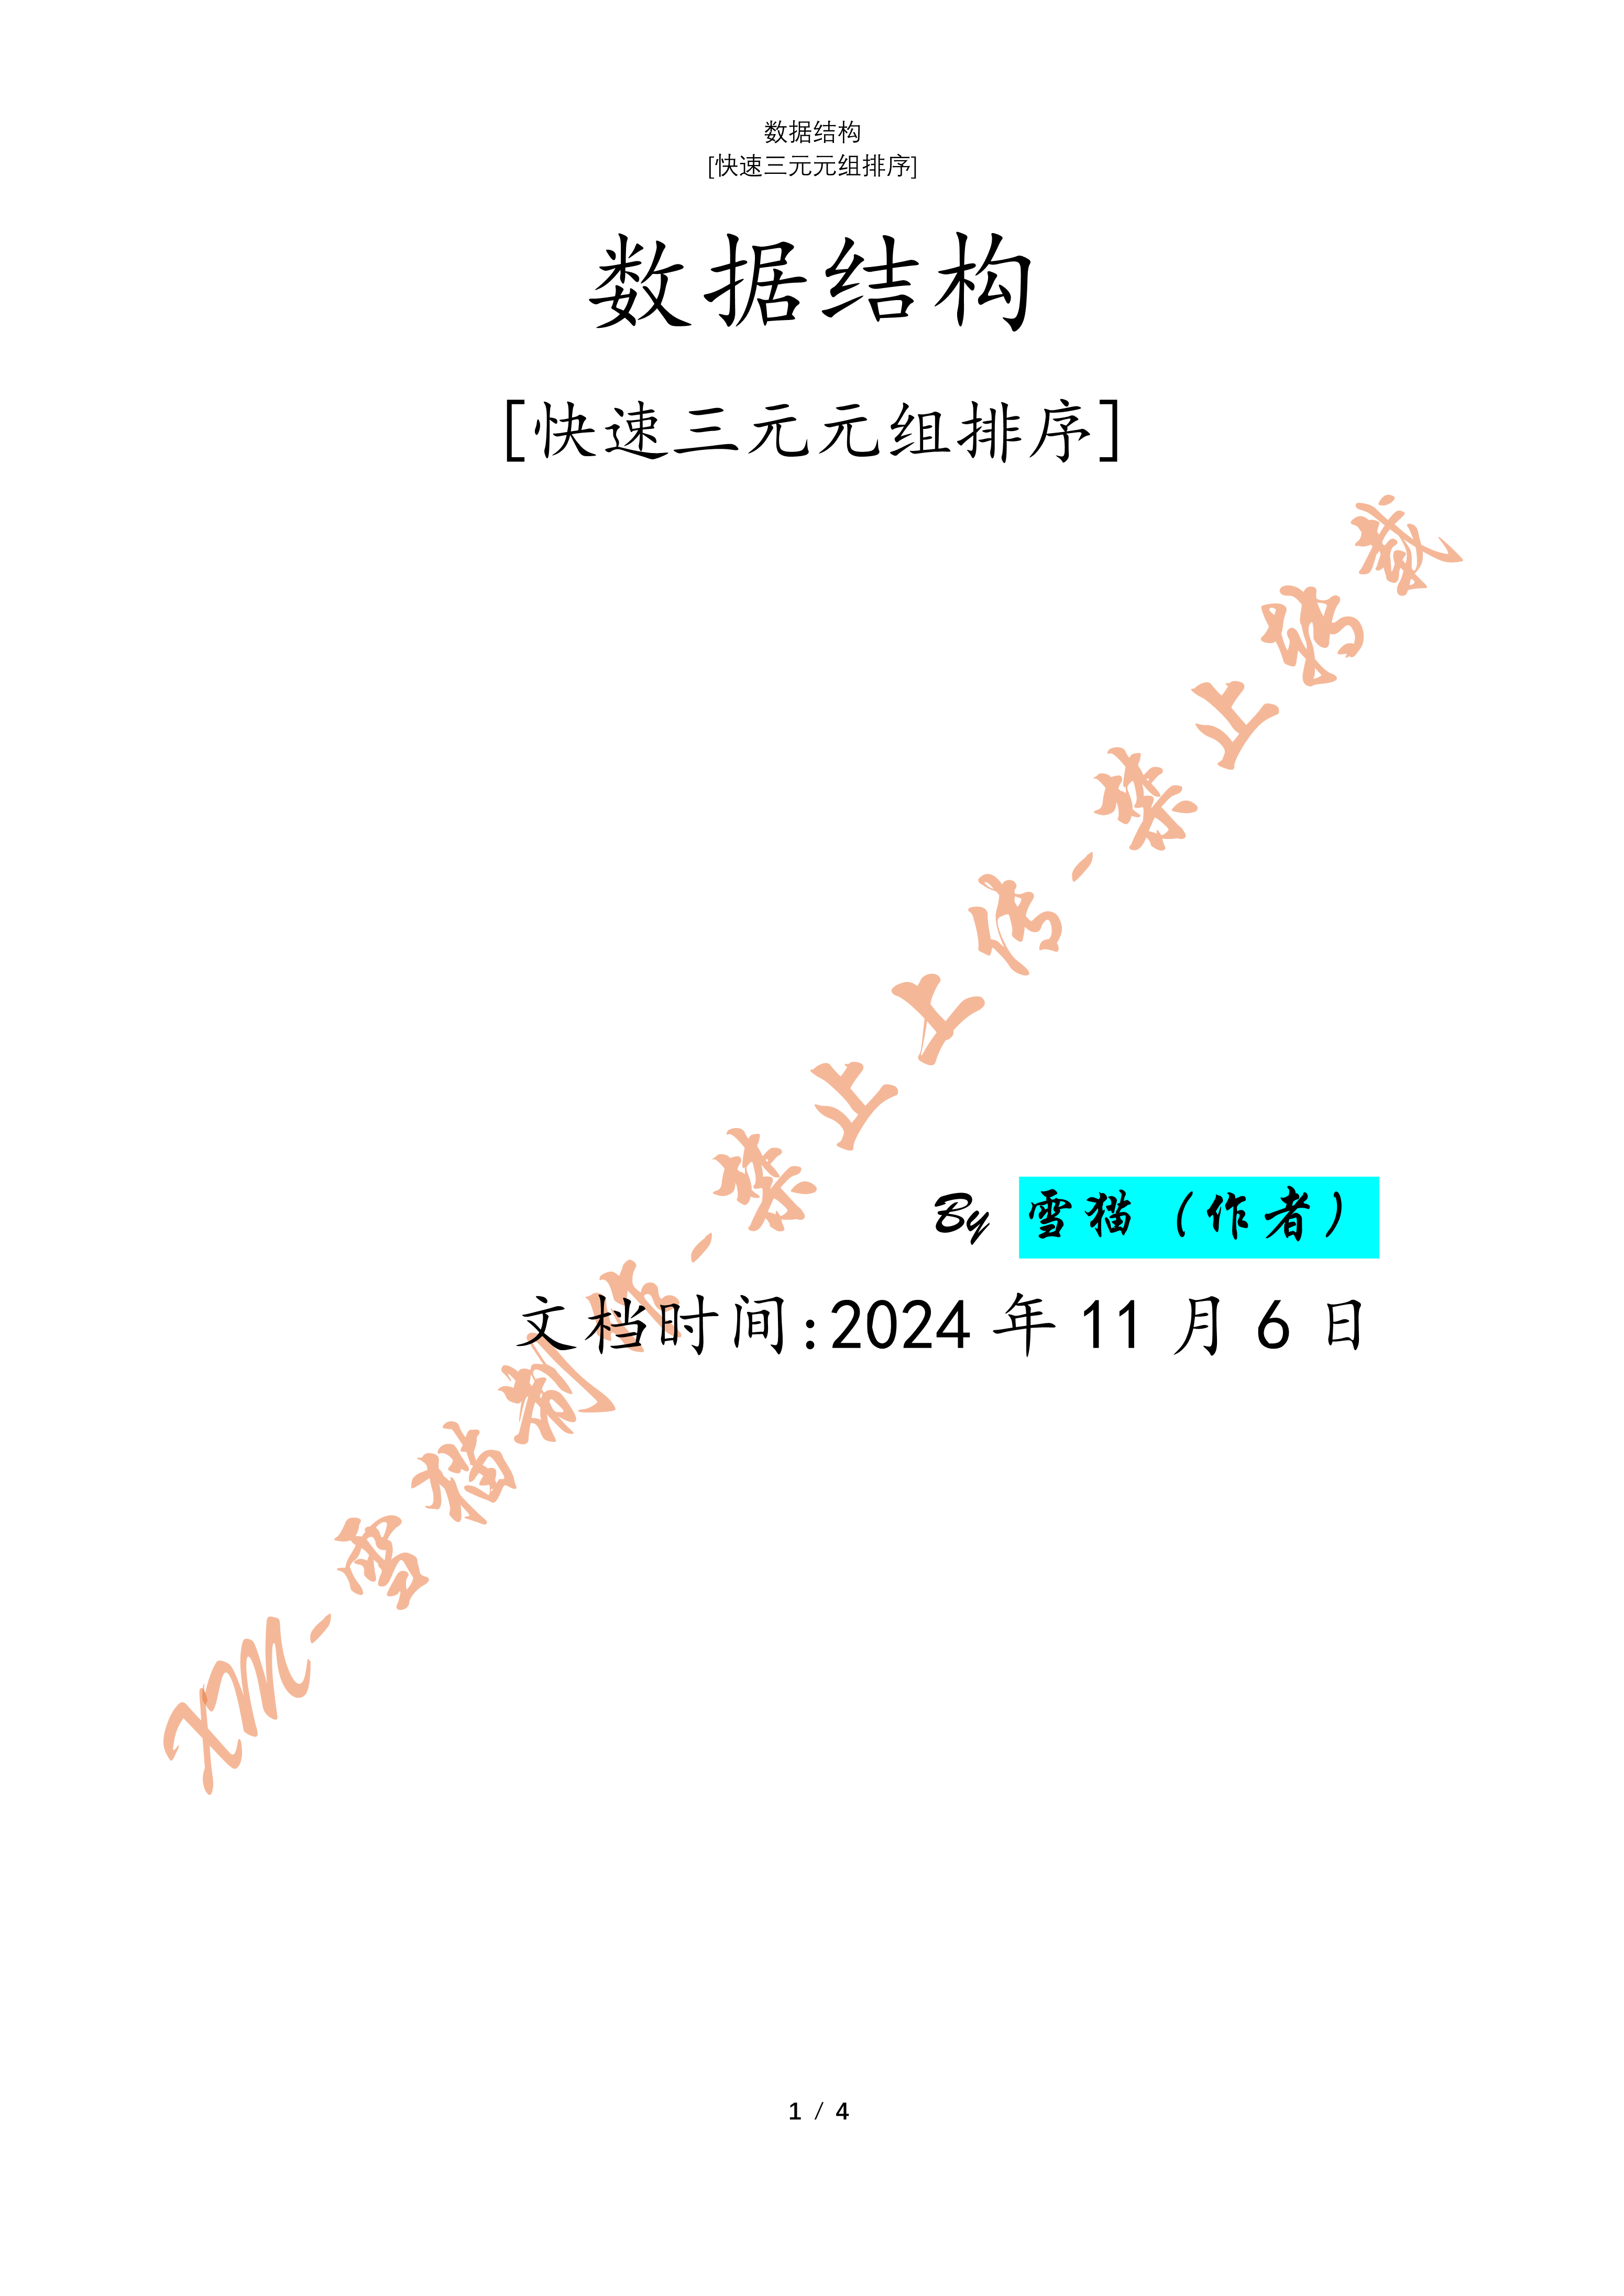 数据结构
[快速三元元组排序]
数据结构
[快速三元元组排序]
XM-雪猫制作-禁止上传-禁止转载
By 雪猫（作者）
文档时间:2024 年 11 月 6 日
1 / 4